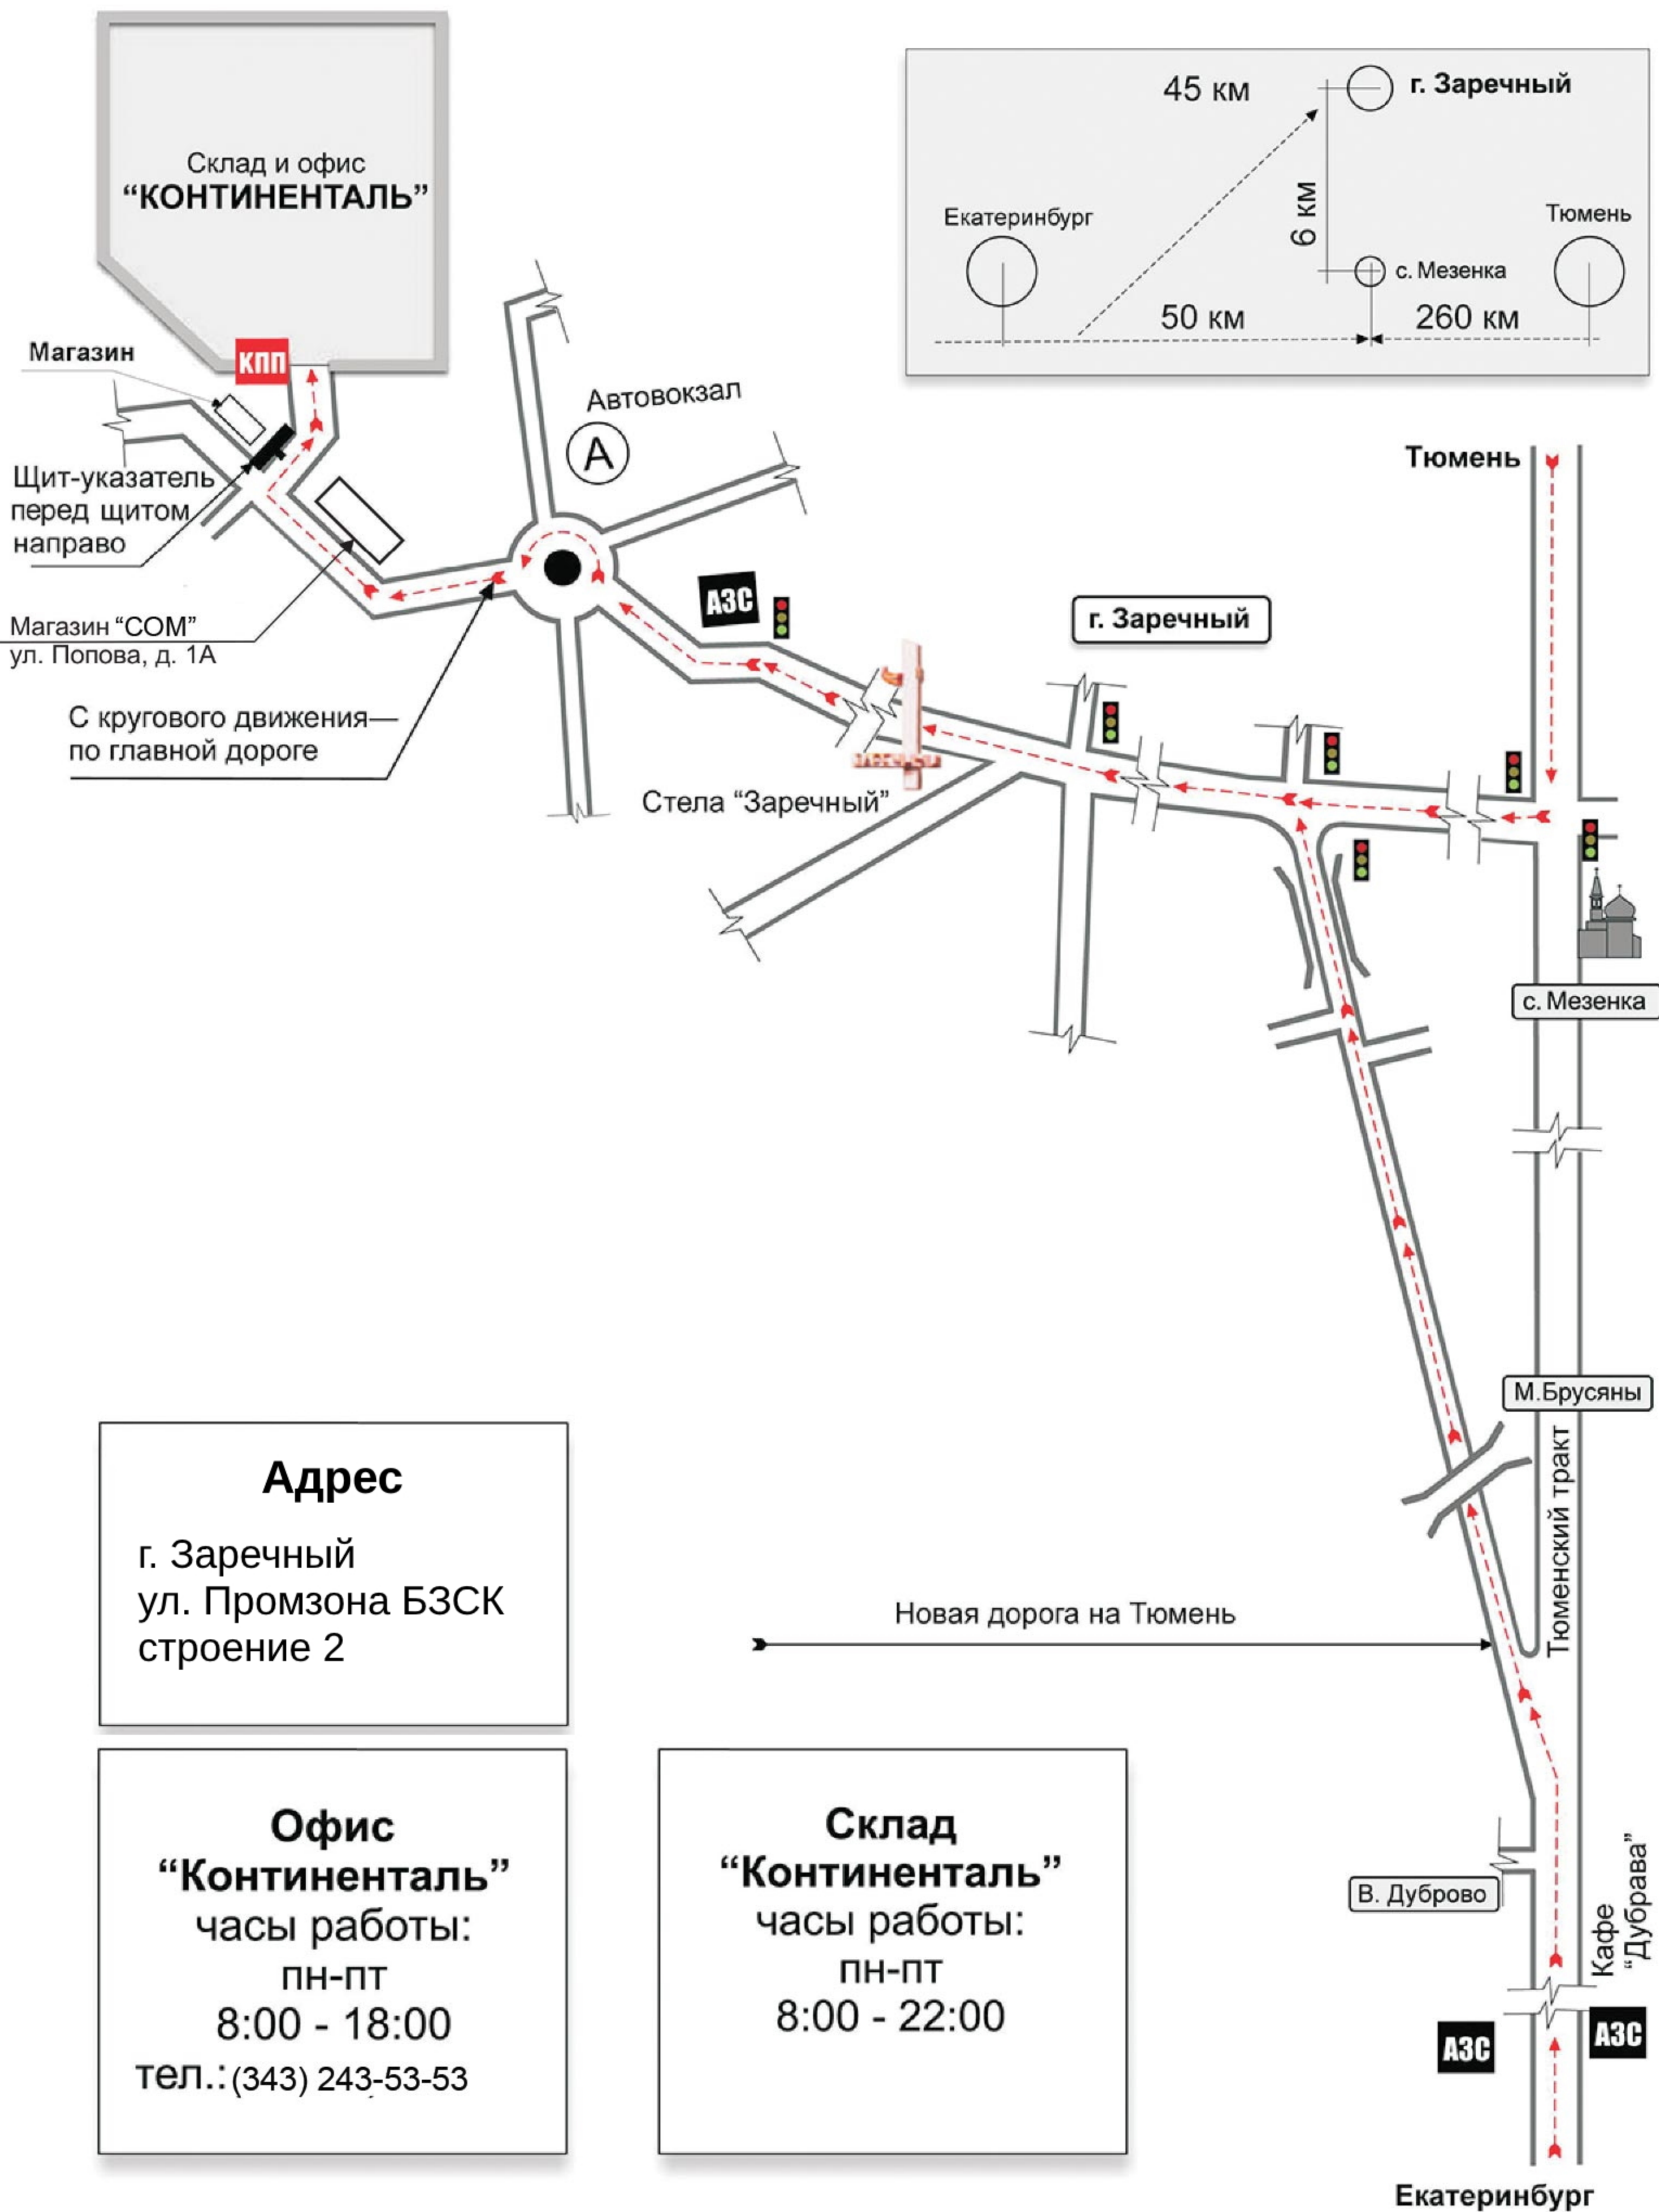 Склад и офис
“КОНТИНЕНТАЛЬ”
КПП
Магазин
Щит-указатель
перед щитом
направо
Магазин “СОМ”
ул. Попова, д. 1А
С кругового движения—
по главной дороге
Автовокзал
А
АЗС
45 км
г. Заречный
6 км
Екатеринбург
Тюмень
с. Мезенка
50 км
260 км
Тюмень
г. Заречный
ЗАРЕЧНЫЙ
Стела “Заречный”
с. Мезенка
М.Брусяны
Тюменский тракт
Новая дорога на Тюмень
В. Дуброво
Кафе
“Дубрава”
АЗС
АЗС
Екатеринбург
Адрес
г. Заречный
ул. Промзона БЗСК
строение 2
Офис
“Континенталь”
часы работы:
пн-пт
8:00 - 18:00
тел.: (343) 243-53-53
Склад
“Континенталь”
часы работы:
пн-пт
8:00 - 22:00